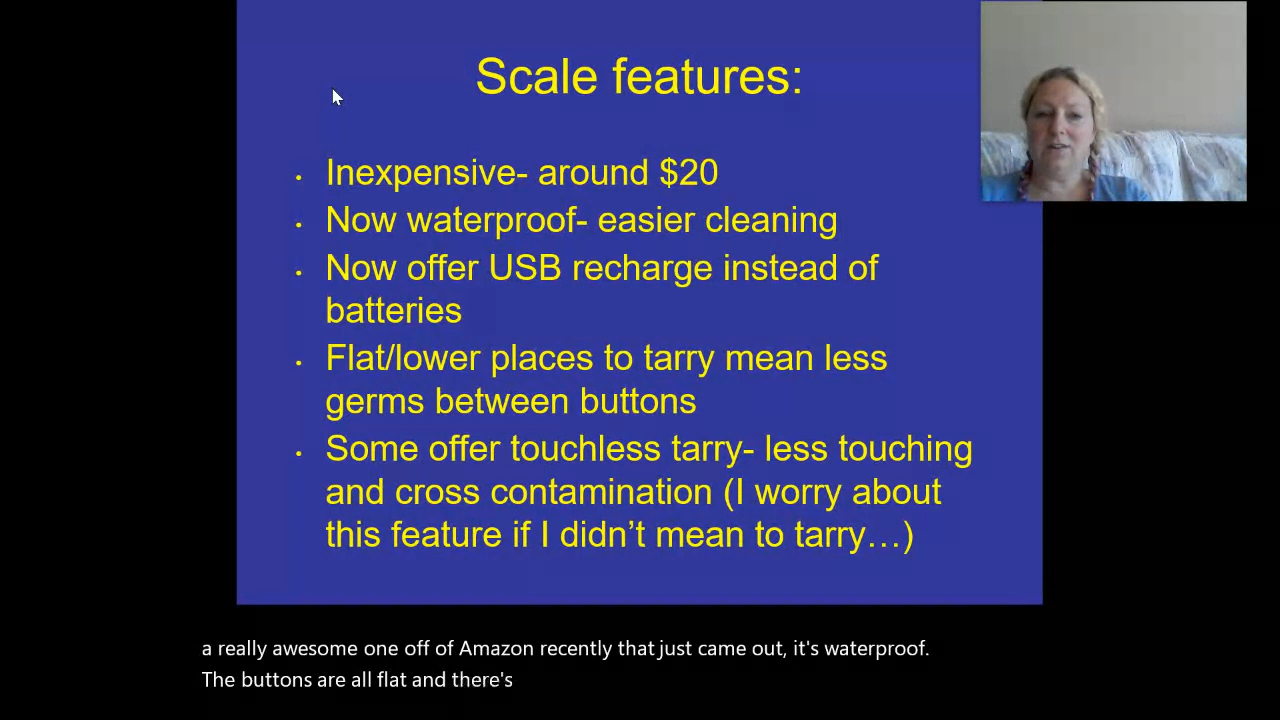 Scale features:
• Inexpensive- around $20
• Now waterproof- easier cleaning
• Now offer USB recharge instead of
batteries
• Flat/lower places to tarry mean less
germs between buttons
• Some offer touchless tarry- less touching
and cross contamination (I worry about
this feature if I didn’t mean to tarry…)
a really awesome one off of Amazon recently that just came out, it's waterproof.
The buttons are all flat and there's